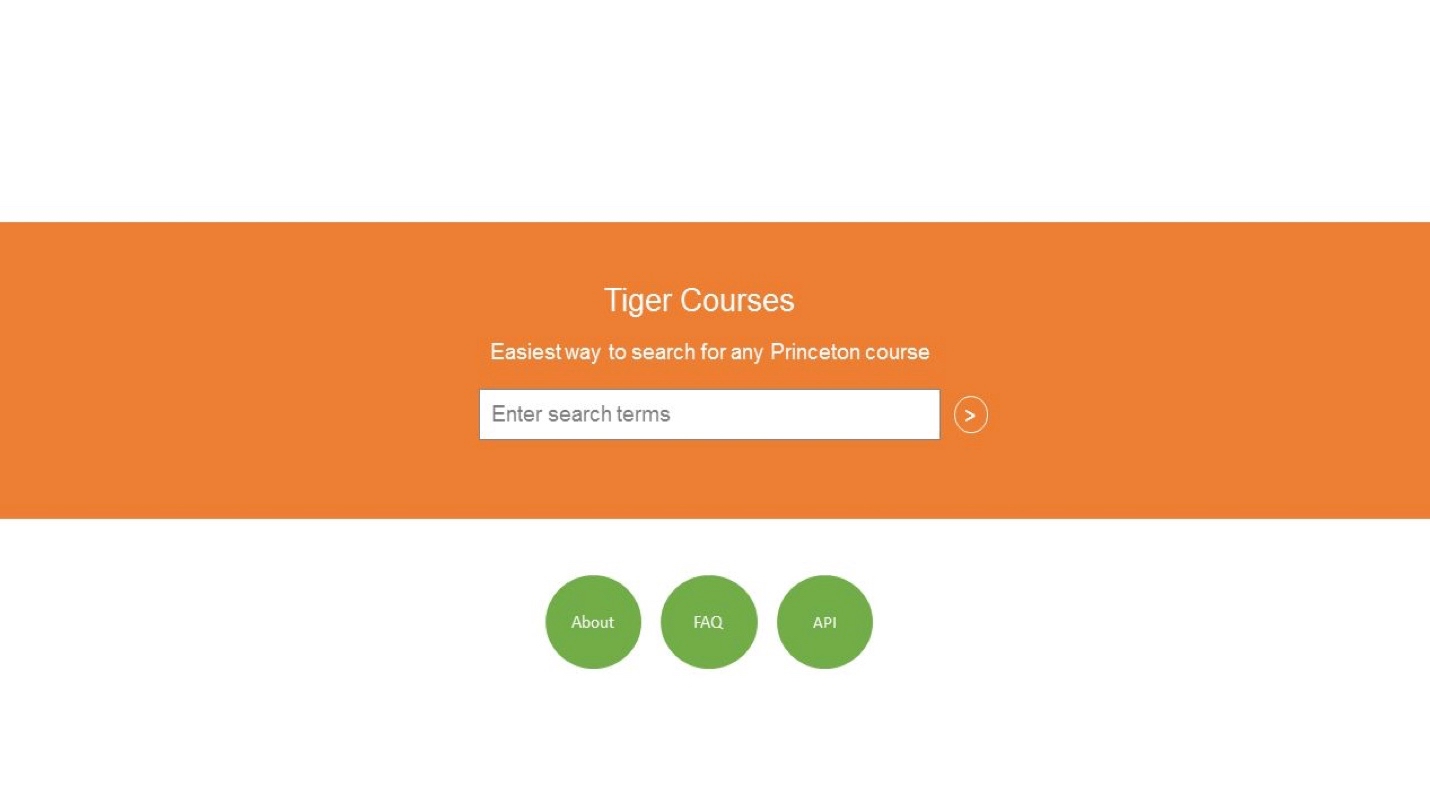 Tiger Courses
Easiest way to search for any Princeton course
Enter search terms >
About FAQ API